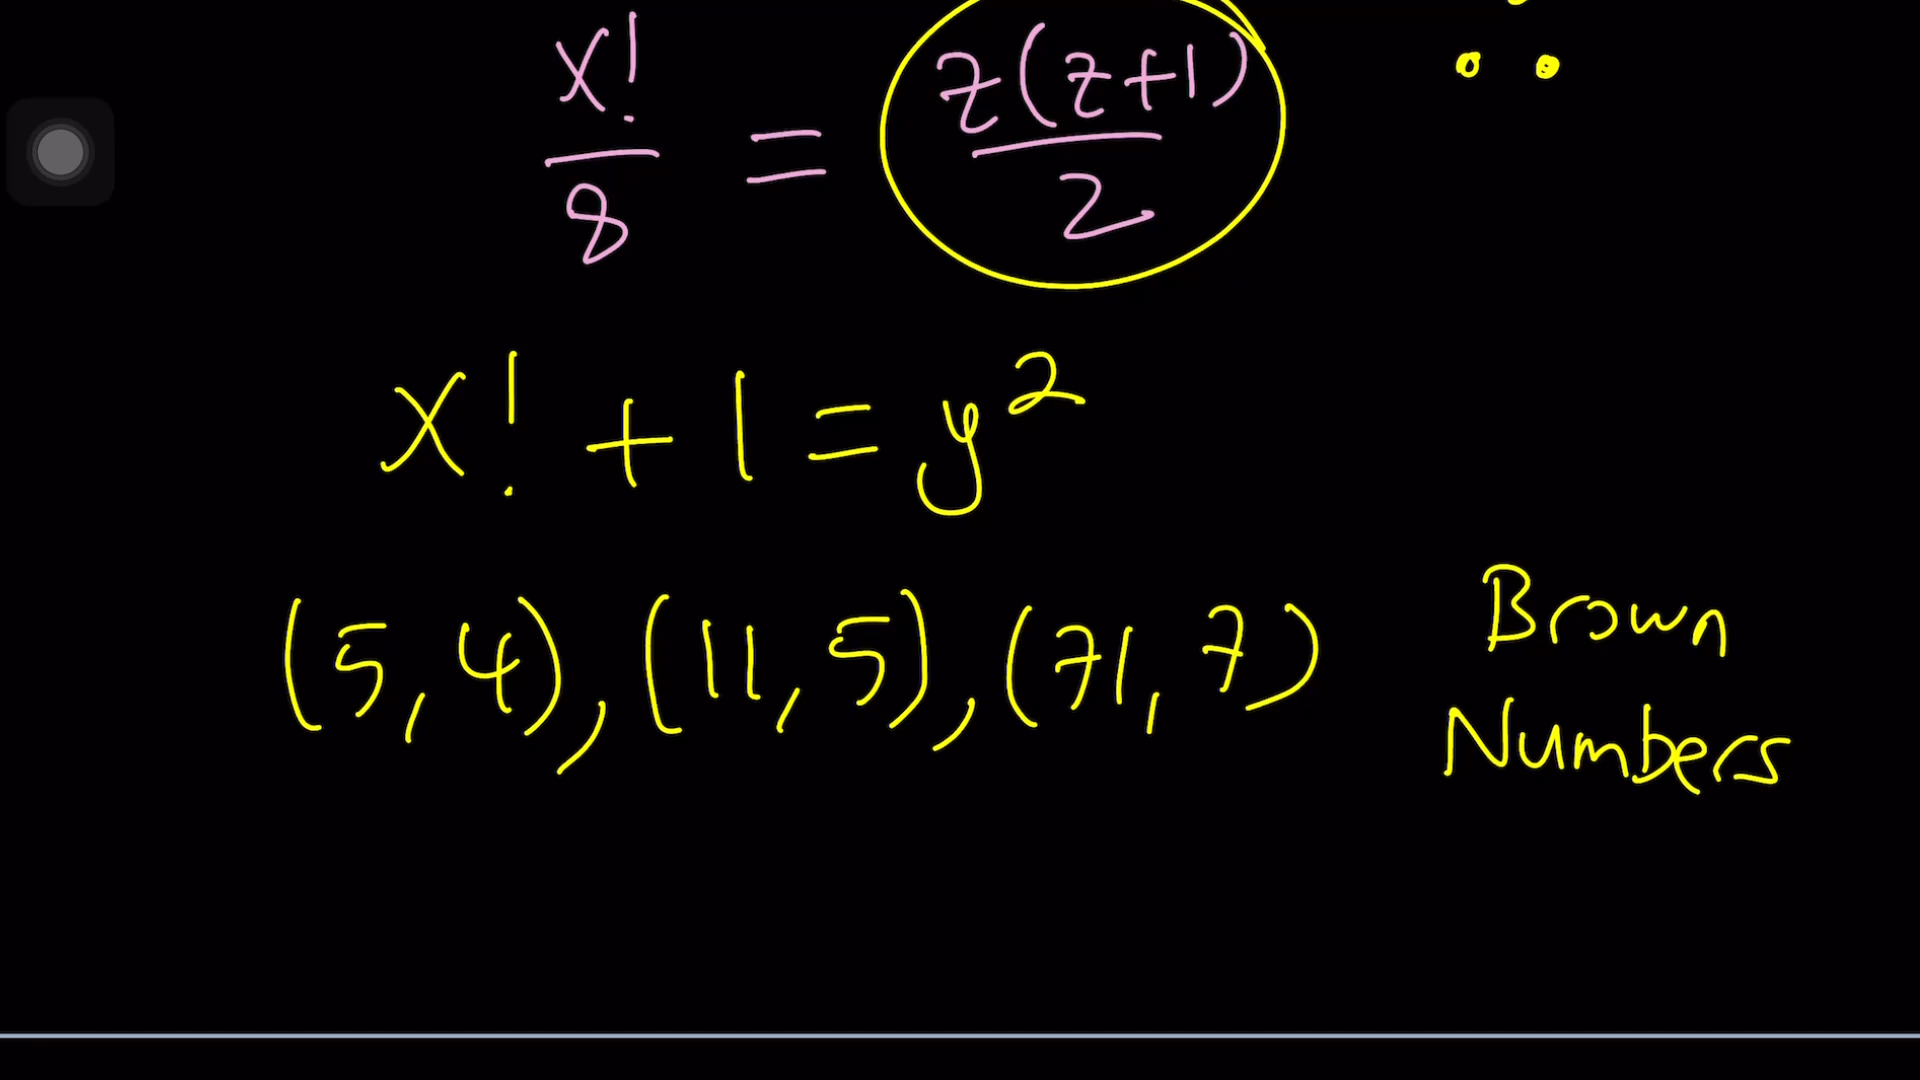 x!/8 = z(z+1)/2
x! + 1 = y²
(5,4), (11,5), (71,7)
Brown
Numbers